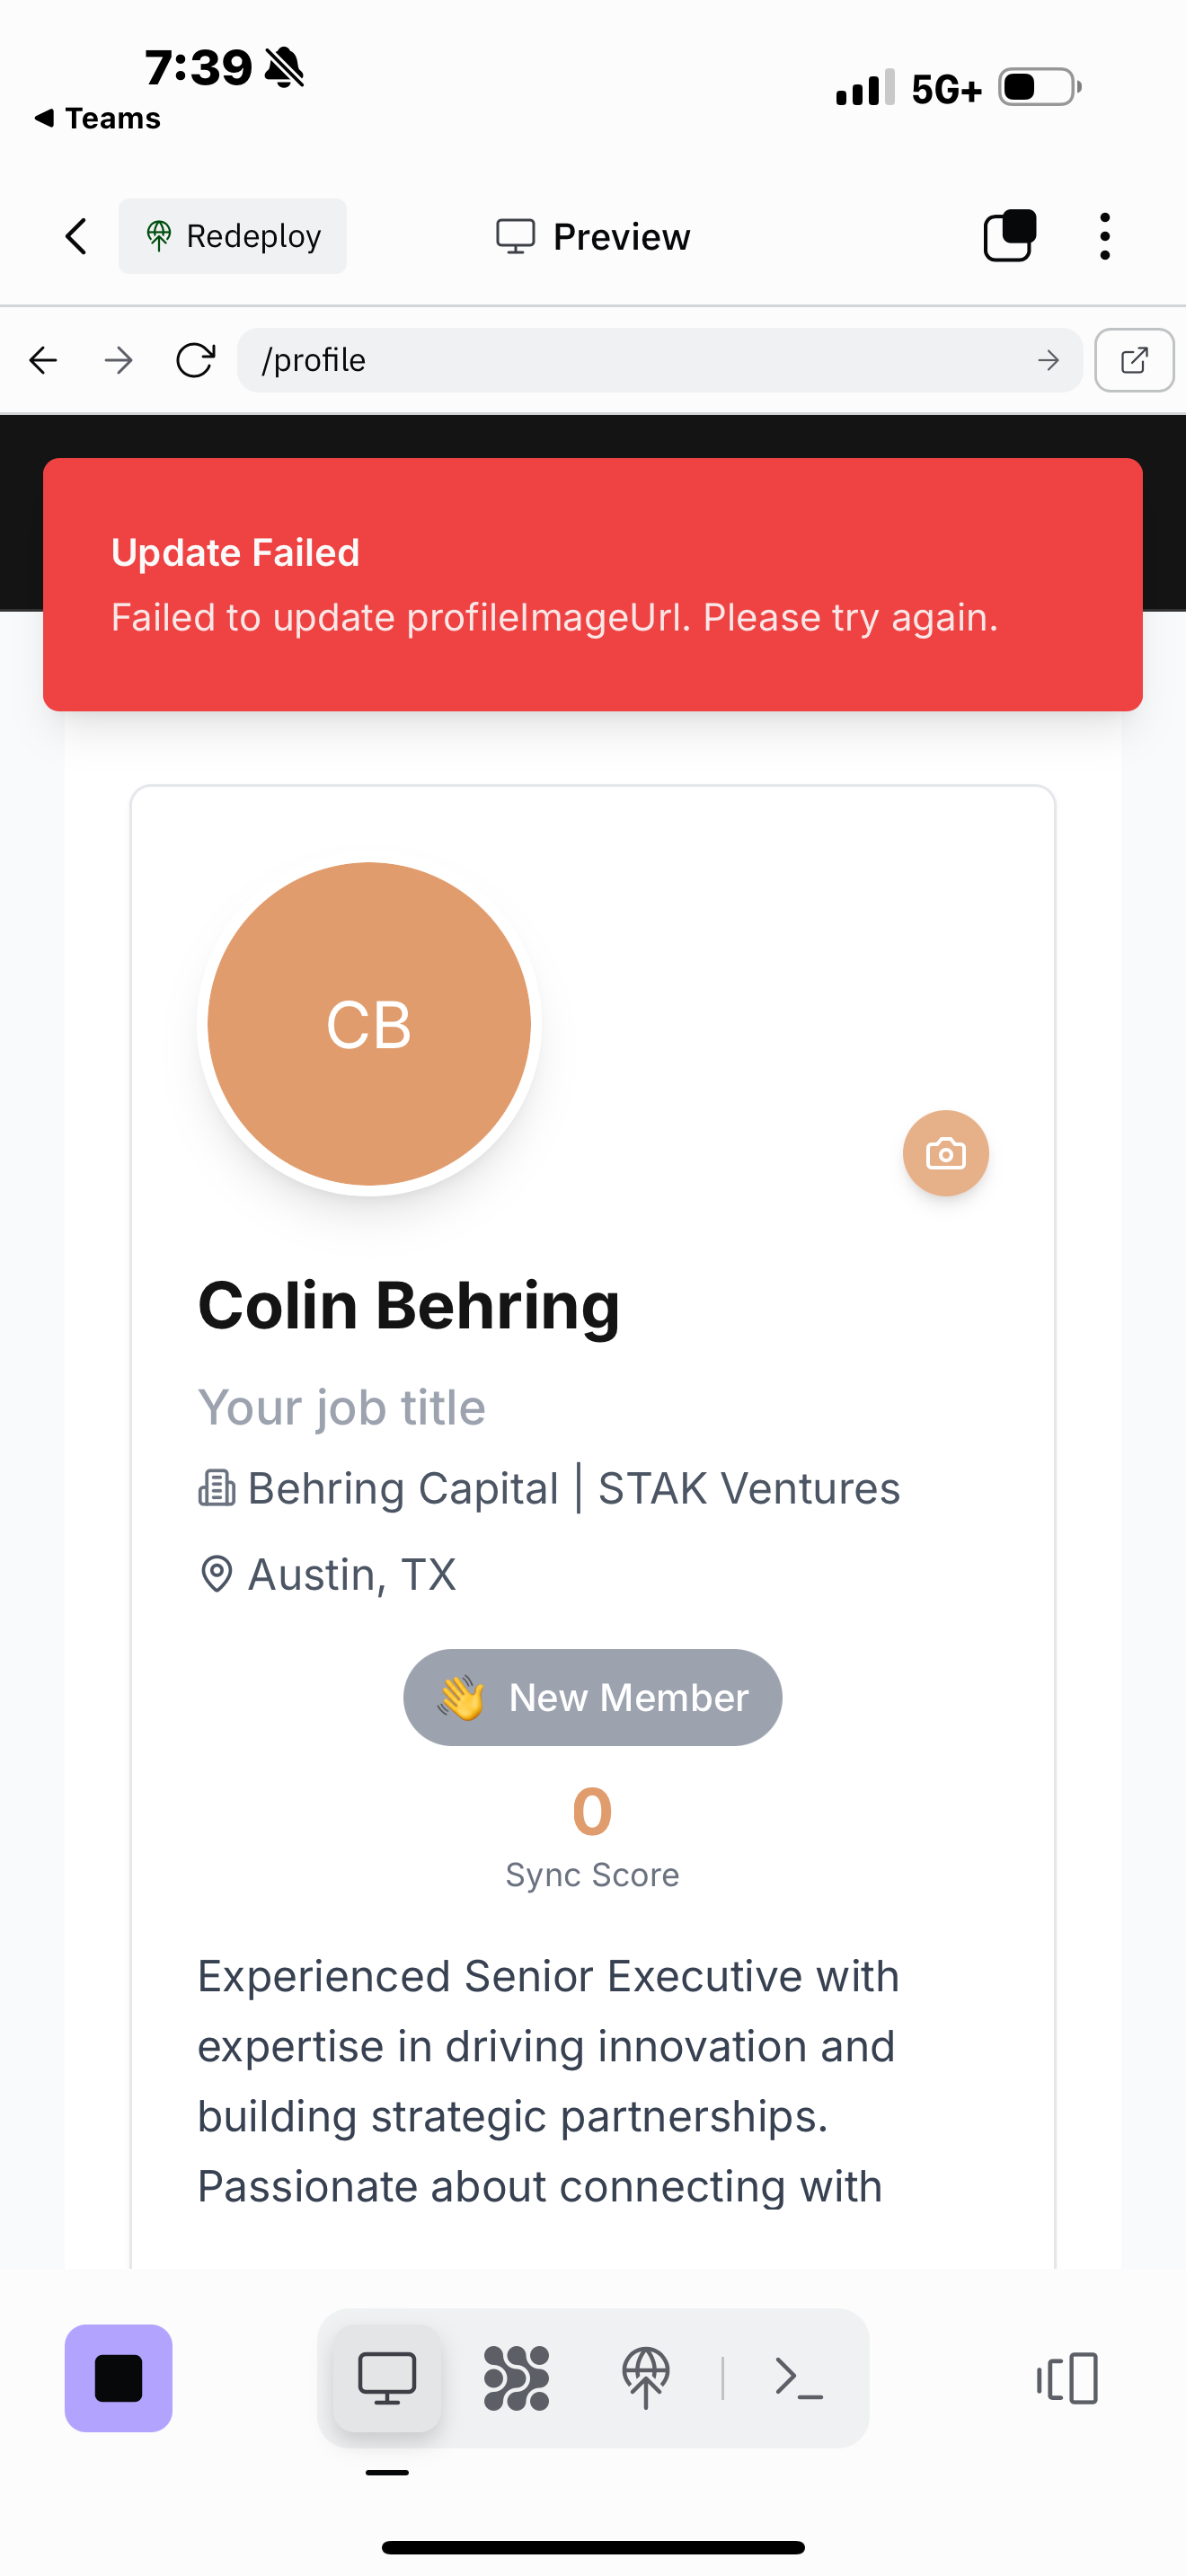 7:39
5G+
Teams
Redeploy
Preview
/profile
Update Failed
Failed to update profileImageUrl. Please try again.
CB
Colin Behring
Your job title
Behring Capital | STAK Ventures
Austin, TX
👋 New Member
0
Sync Score
Experienced Senior Executive with
expertise in driving innovation and
building strategic partnerships.
Passionate about connecting with